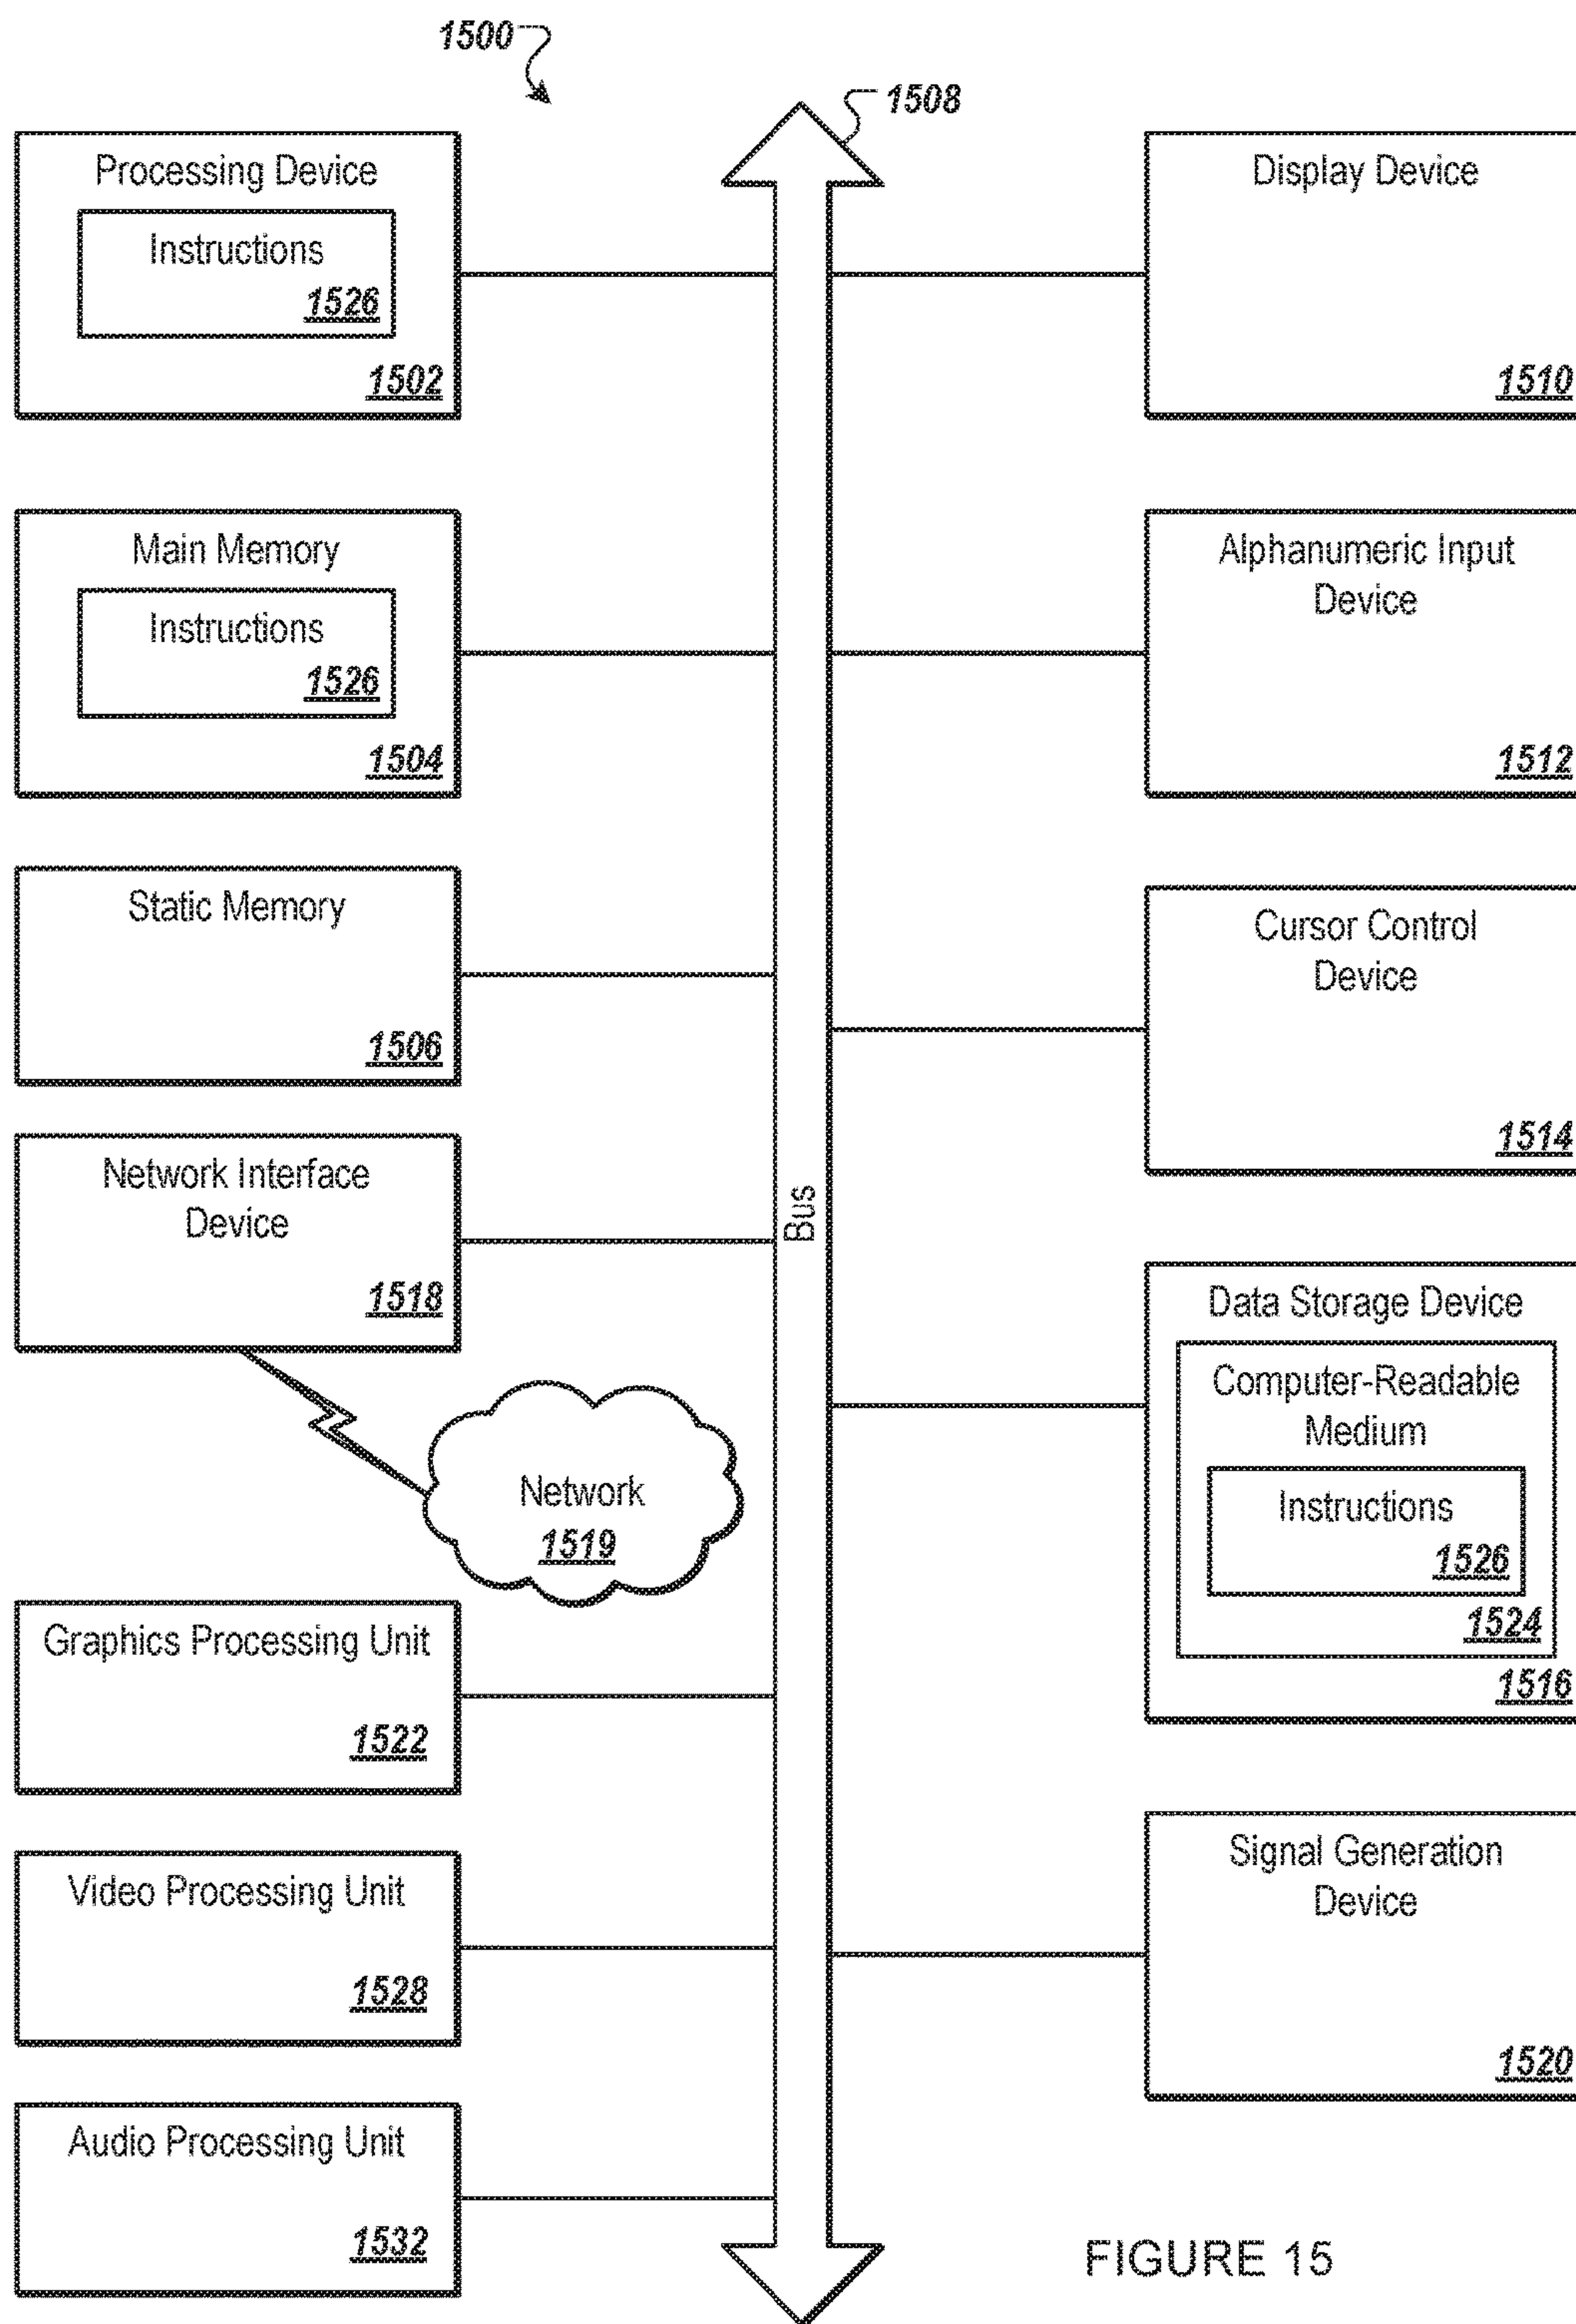 1500
1508
Processing Device
Instructions
1526
1502
Main Memory
Instructions
1526
1504
Static Memory
1506
Network Interface
Device
1518
Network
1519
Graphics Processing Unit
1522
Video Processing Unit
1528
Audio Processing Unit
1532
Bus
Display Device
1510
Alphanumeric Input
Device
1512
Cursor Control
Device
1514
Data Storage Device
Computer-Readable
Medium
Instructions
1526
1524
1516
Signal Generation
Device
1520
FIGURE 15